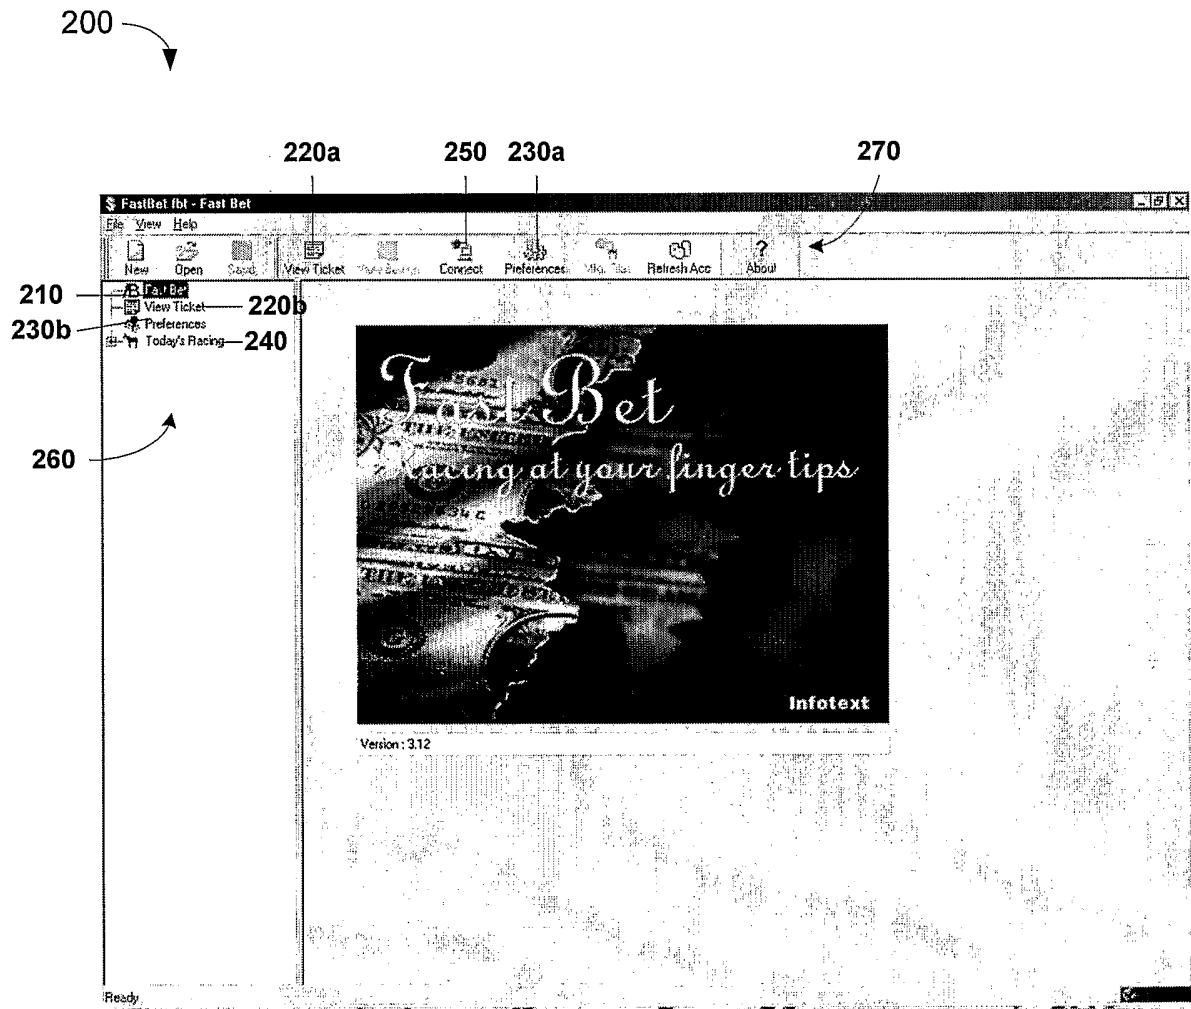 200
220a 250 230a 270
FastBet fbt - Fast Bet
File View Help
New Open Save View Ticket Connect Preferences Refresh Acc About
210 Fast Bet
View Ticket 220b
230b Preferences
Today's Racing 240
260
Fast Bet
Racing at your finger tips
Infotext
Version : 3.12
Ready